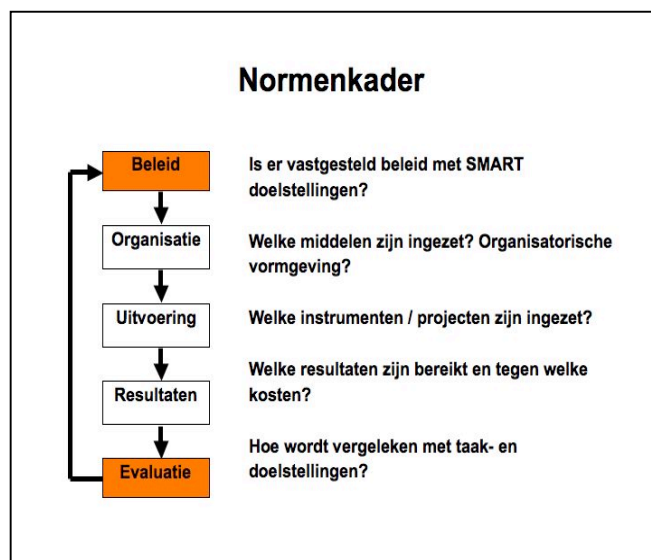 Normenkader
Beleid
Is er vastgesteld beleid met SMART
doelstellingen?
Organisatie
Welke middelen zijn ingezet? Organisatorische
vormgeving?
Uitvoering
Welke instrumenten / projecten zijn ingezet?
Resultaten
Welke resultaten zijn bereikt en tegen welke
kosten?
Evaluatie
Hoe wordt vergeleken met taak- en
doelstellingen?